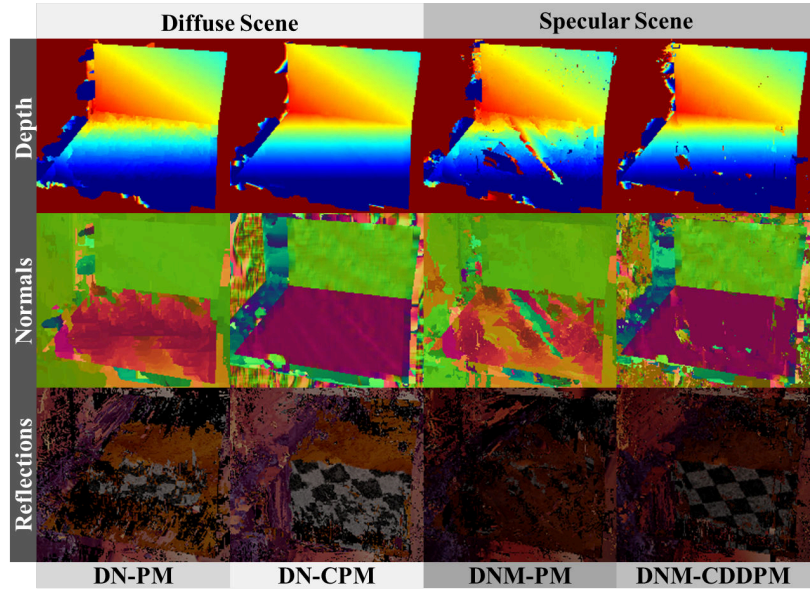 Diffuse Scene Specular Scene
Depth
Normals
Reflections
DN-PM DN-CPM DNM-PM DNM-CDDPM